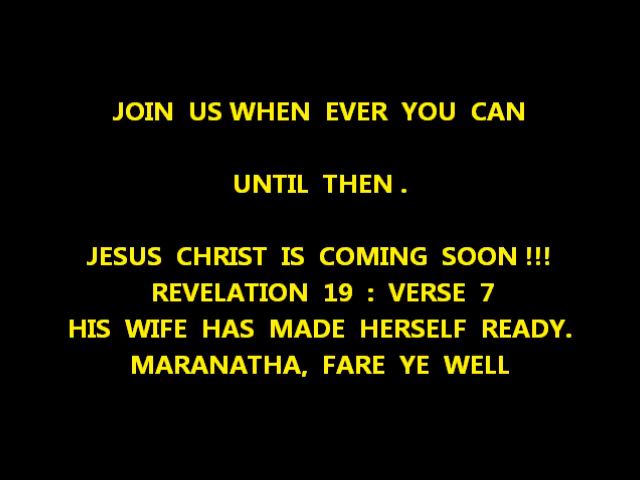 JOIN US WHEN EVER YOU CAN
UNTIL THEN .
JESUS CHRIST IS COMING SOON !!!
REVELATION 19 : VERSE 7
HIS WIFE HAS MADE HERSELF READY.
MARANATHA, FARE YE WELL